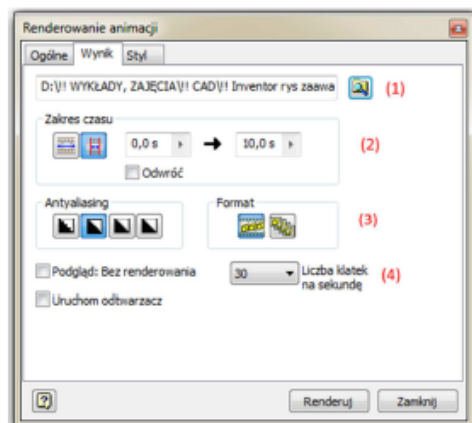 Renderowanie animacji
Ogólne Wynik Styl
D:\!! WYKŁADY, ZAJĘCIA\!! CAD\!! Inventor rys zaawa (1)
Zakres czasu
0,0 s 10,0 s (2)
Odwróć
Antyaliasing Format
(3)
Podgląd: Bez renderowania 30 Liczba klatek na sekundę (4)
Uruchom odtwarzacz
Renderuj Zamknij